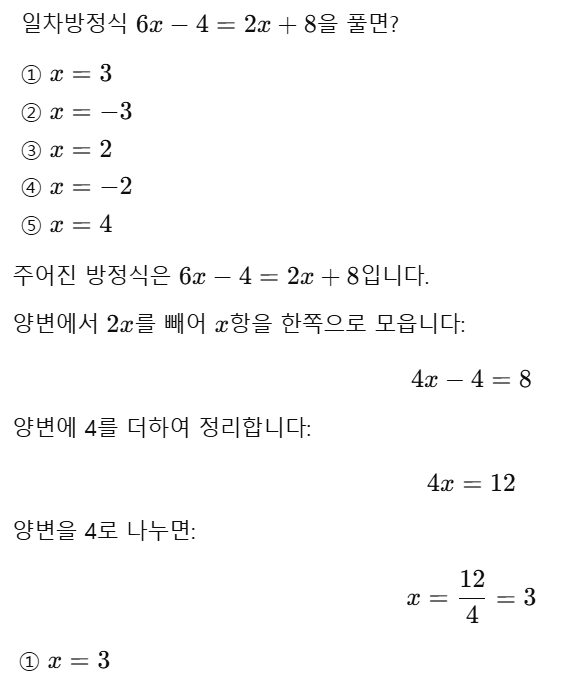 일차방정식 6x − 4 = 2x + 8을 풀면?
① x = 3
② x = −3
③ x = 2
④ x = −2
⑤ x = 4
주어진 방정식은 6x − 4 = 2x + 8입니다.
양변에서 2x를 빼어 x항을 한쪽으로 모읍니다:
4x − 4 = 8
양변에 4를 더하여 정리합니다:
4x = 12
양변을 4로 나누면:
x = 12/4 = 3
① x = 3